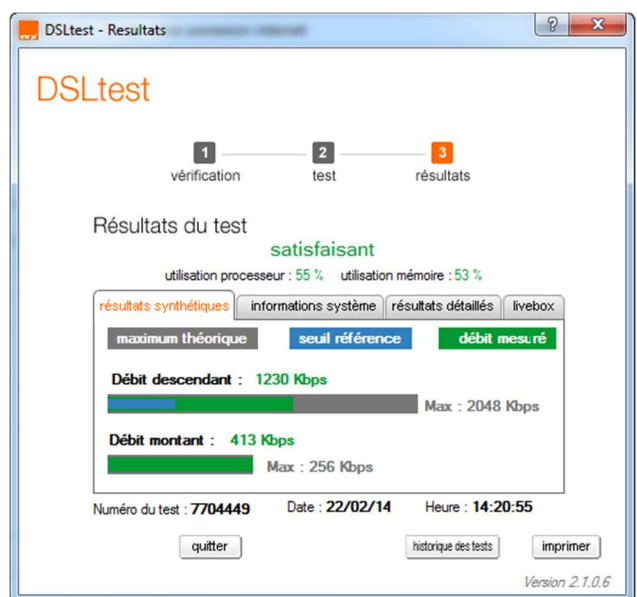 DSLtest - Resultats
? X
DSLtest
1 2 3
vérification test résultats
Résultats du test
satisfaisant
utilisation processeur : 55 % utilisation mémoire : 53 %
résultats synthétiques informations système résultats détaillés livebox
maximum théorique seuil référence débit mesuré
Débit descendant : 1230 Kbps
Max : 2048 Kbps
Débit montant : 413 Kbps
Max : 256 Kbps
Numéro du test : 7704449 Date : 22/02/14 Heure : 14:20:55
quitter historique des tests imprimer
Version 2.1.0.6